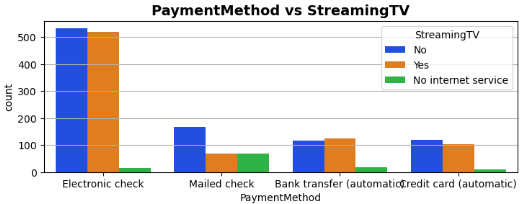 PaymentMethod vs StreamingTV
StreamingTV
No
Yes
No internet service
count
500
400
300
200
100
0
Electronic check
Mailed check
Bank transfer (automatic)
Credit card (automatic)
PaymentMethod